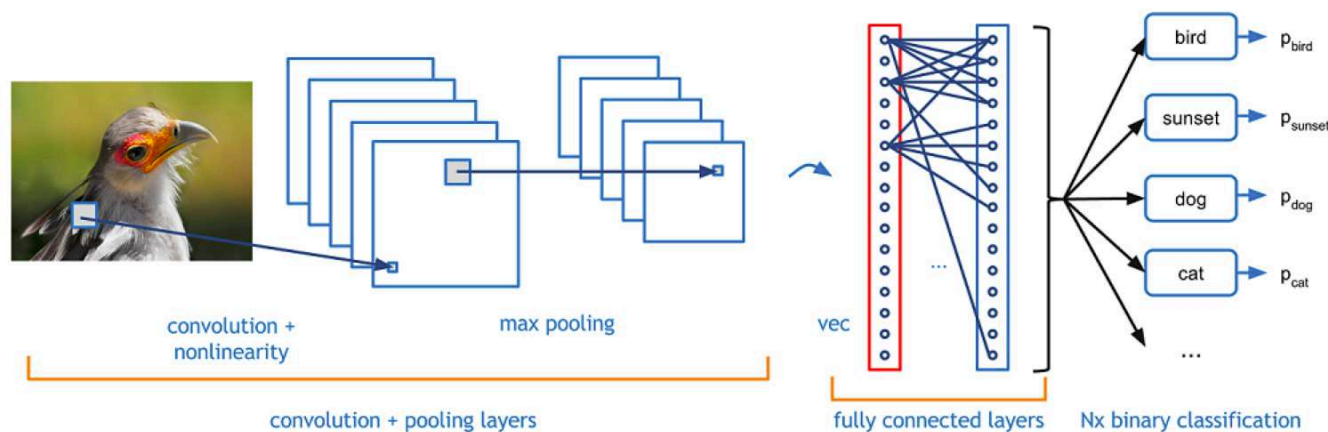 bird
p_bird
sunset
p_sunset
dog
p_dog
cat
p_cat
...
...
convolution +
nonlinearity
max pooling
vec
convolution + pooling layers
fully connected layers
Nx binary classification